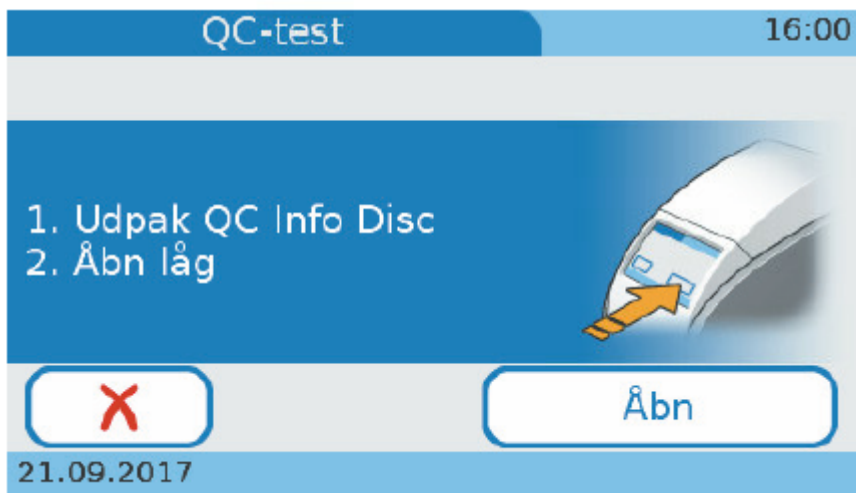 QC-test
16:00
1. Udpak QC Info Disc
2. Åbn låg
Åbn
21.09.2017